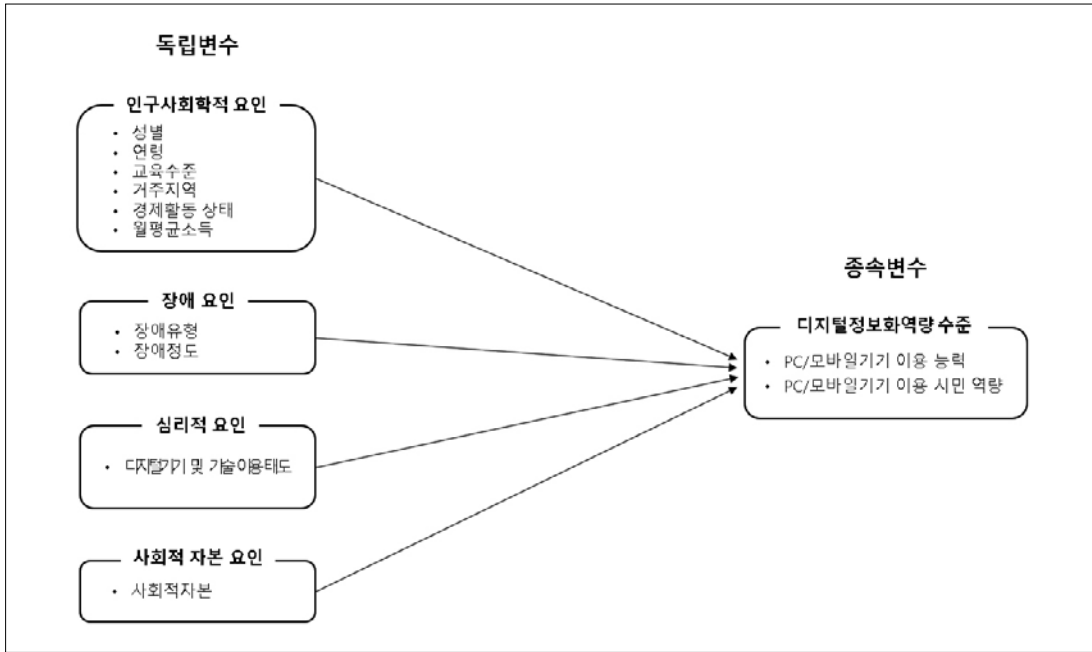 독립변수
인구사회학적 요인
• 성별
• 연령
• 교육수준
• 거주지역
• 경제활동 상태
• 월평균소득
장애 요인
• 장애유형
• 장애정도
심리적 요인
• 디지털기기 및 기술이용태도
사회적 자본 요인
• 사회적자본
종속변수
디지털정보화역량 수준
• PC/모바일기기 이용 능력
• PC/모바일기기 이용 시민 역량